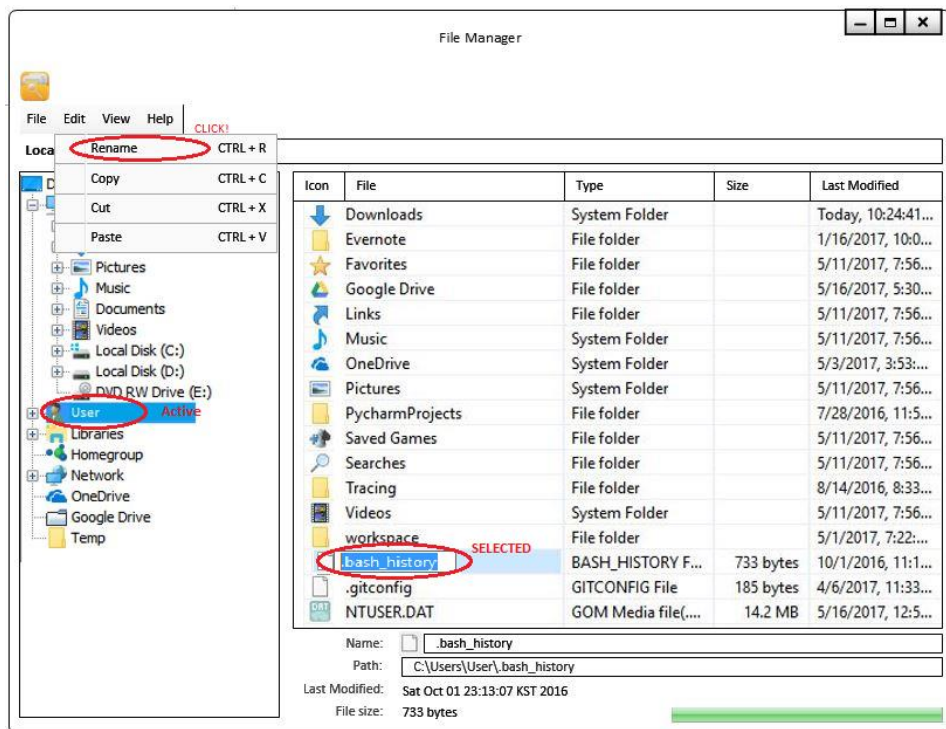 File Manager
File Edit View Help
CLICK!
Loca
Rename CTRL + R
Copy CTRL + C
Cut CTRL + X
Paste CTRL + V
D
Pictures
Music
Documents
Videos
Local Disk (C:)
Local Disk (D:)
DVD RW Drive (E:)
User Active
Libraries
Homegroup
Network
OneDrive
Google Drive
Temp
Icon File Type Size Last Modified
Downloads System Folder Today, 10:24:41...
Evernote File folder 1/16/2017, 10:0...
Favorites File folder 5/11/2017, 7:56...
Google Drive File folder 5/16/2017, 5:30...
Links File folder 5/11/2017, 7:56...
Music System Folder 5/11/2017, 7:56...
OneDrive System Folder 5/3/2017, 3:53:...
Pictures System Folder 5/11/2017, 7:56...
PycharmProjects File folder 7/28/2016, 11:5...
Saved Games File folder 5/11/2017, 7:56...
Searches File folder 5/11/2017, 7:56...
Tracing File folder 8/14/2016, 8:33...
Videos System Folder 5/11/2017, 7:56...
workspace File folder 5/1/2017, 7:22:...
SELECTED
.bash_history BASH_HISTORY F... 733 bytes 10/1/2016, 11:1...
.gitconfig GITCONFIG File 185 bytes 4/6/2017, 11:33...
DAT NTUSER.DAT GOM Media file(.... 14.2 MB 5/16/2017, 12:5...
Name: .bash_history
Path: C:\Users\User\.bash_history
Last Modified: Sat Oct 01 23:13:07 KST 2016
File size: 733 bytes